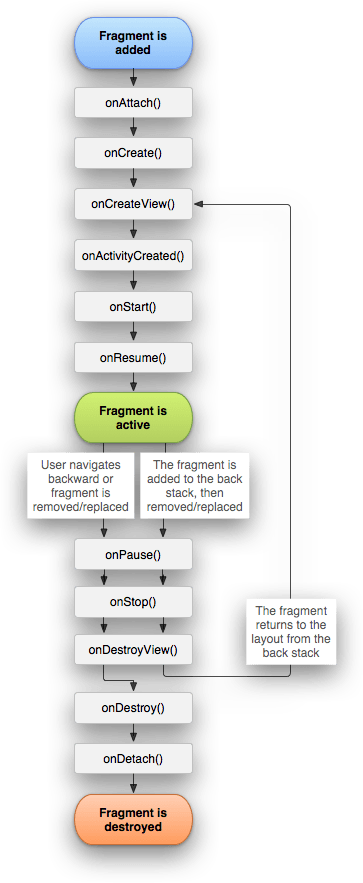 Fragment is
added
onAttach()
onCreate()
onCreateView()
onActivityCreated()
onStart()
onResume()
Fragment is
active
User navigates
backward or
fragment is
removed/replaced
The fragment is
added to the back
stack, then
removed/replaced
onPause()
onStop()
onDestroyView()
The fragment
returns to the
layout from the
back stack
onDestroy()
onDetach()
Fragment is
destroyed